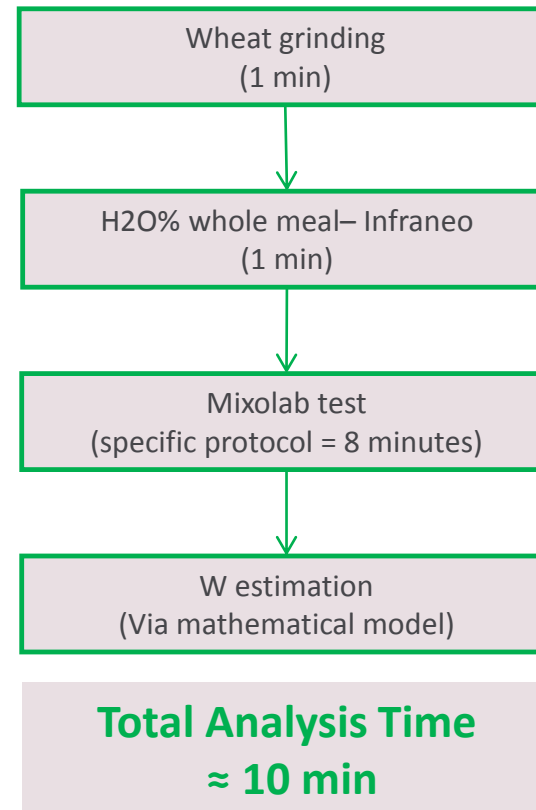 Wheat grinding
(1 min)
H2O% whole meal– Infraneo
(1 min)
Mixolab test
(specific protocol = 8 minutes)
W estimation
(Via mathematical model)
Total Analysis Time
≈ 10 min